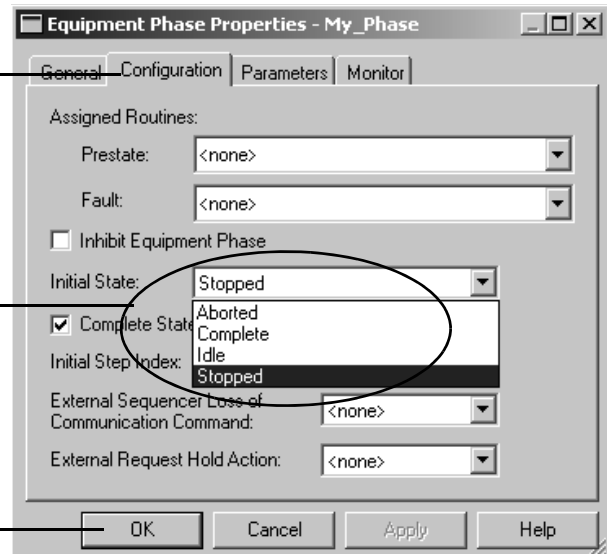 Equipment Phase Properties - My_Phase
General Configuration Parameters Monitor
Assigned Routines:
Prestate: <none>
Fault: <none>
Inhibit Equipment Phase
Initial State: Stopped
Aborted
Complete State
Complete
Idle
Initial Step Index:
Stopped
External Sequencer Loss of
Communication Command: <none>
External Request Hold Action: <none>
OK Cancel Apply Help